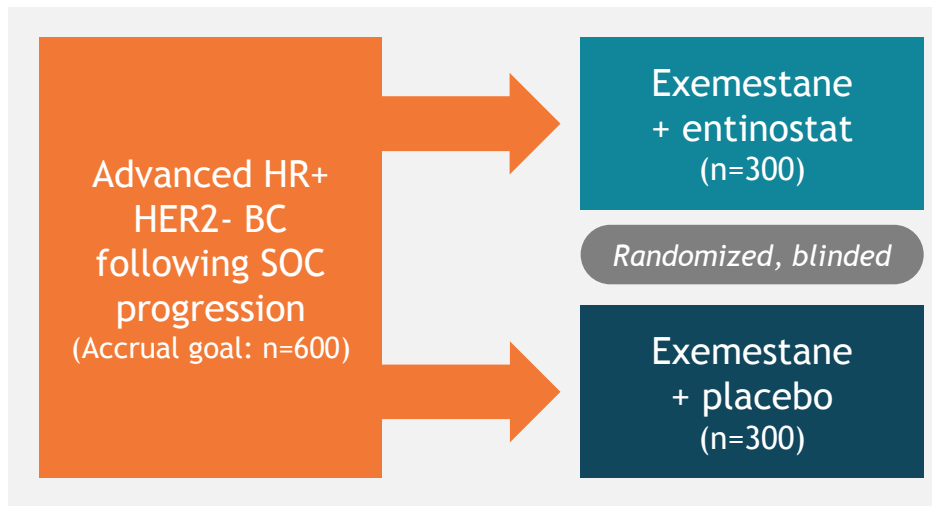 Advanced HR+
HER2- BC
following SOC
progression
(Accrual goal: n=600)
Exemestane
+ entinostat
(n=300)
Randomized, blinded
Exemestane
+ placebo
(n=300)